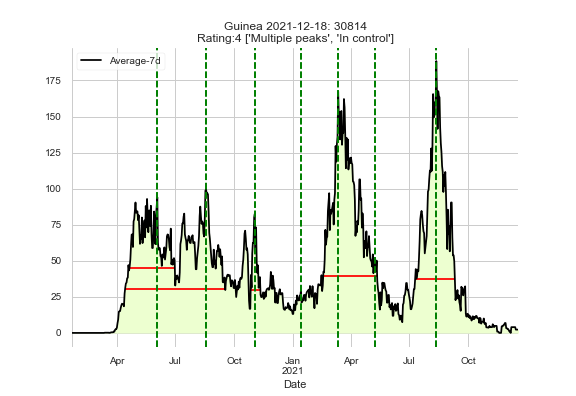 Guinea 2021-12-18: 30814
Rating:4 ['Multiple peaks', 'In control']
Average-7d
175
150
125
100
75
50
25
0
Apr Jul Oct Jan Apr Jul Oct
2021
Date